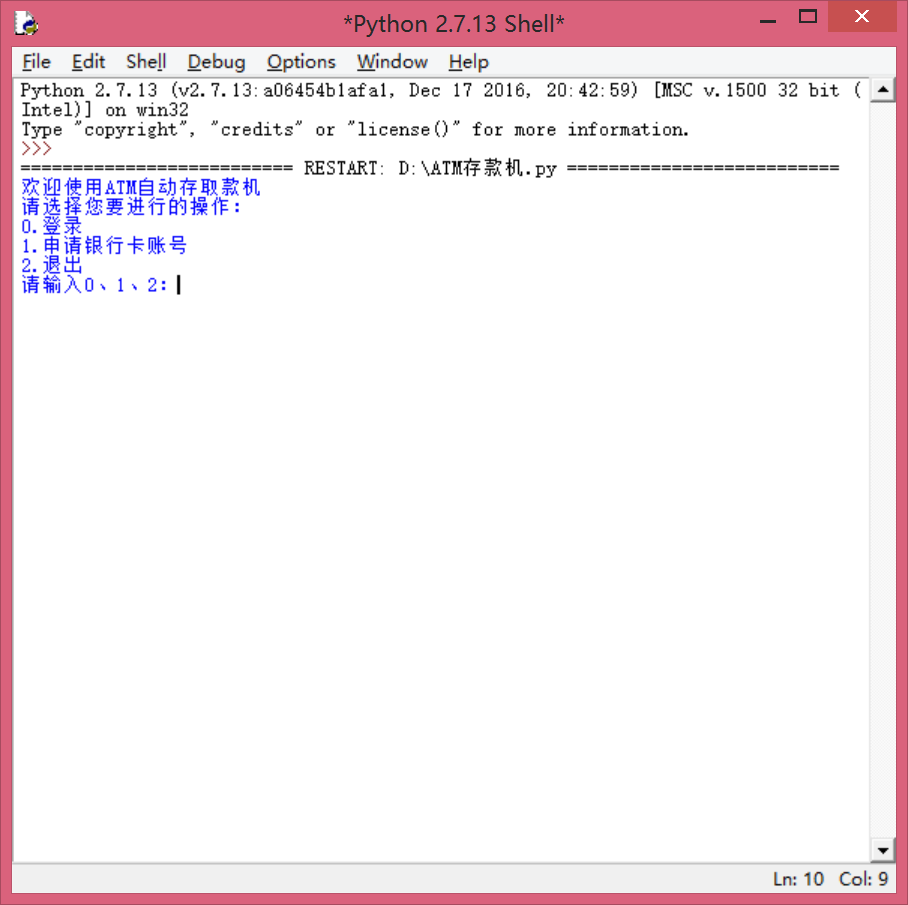 *Python 2.7.13 Shell*
File Edit Shell Debug Options Window Help
Python 2.7.13 (v2.7.13:a06454b1afa1, Dec 17 2016, 20:42:59) [MSC v.1500 32 bit (
Intel)] on win32
Type "copyright", "credits" or "license()" for more information.
>>>
========================== RESTART: D:\ATM存款机.py ==========================
欢迎使用ATM自动存取款机
请选择您要进行的操作：
0.登录
1.申请银行卡账号
2.退出
请输入0、1、2:
Ln: 10 Col: 9